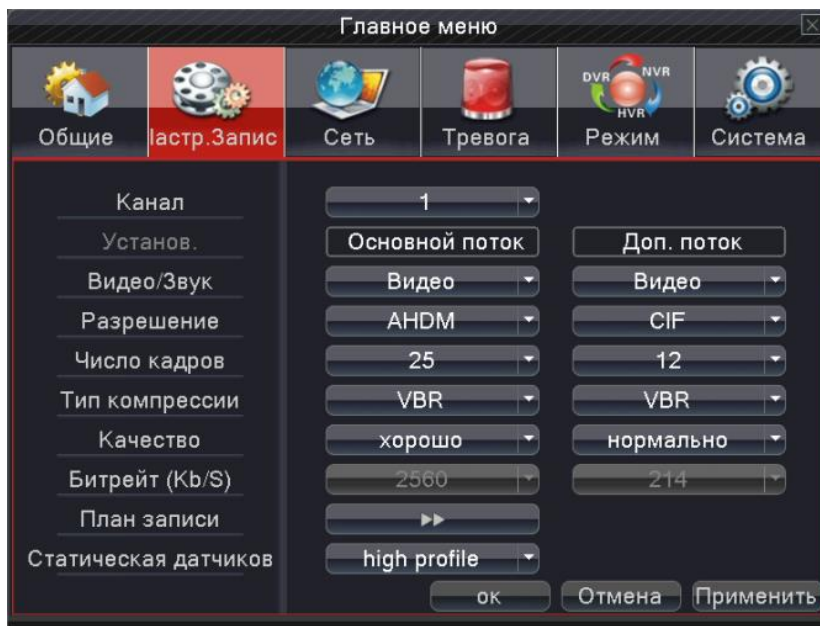 Главное меню
DVR NVR
HVR
Общие Настр.Запис Сеть Тревога Режим Система
Канал 1
Установ. Основной поток Доп. поток
Видео/Звук Видео Видео
Разрешение AHDM CIF
Число кадров 25 12
Тип компрессии VBR VBR
Качество хорошо нормально
Битрейт (Kb/S) 2560 214
План записи
Статическая датчиков high profile
ок Отмена Применить